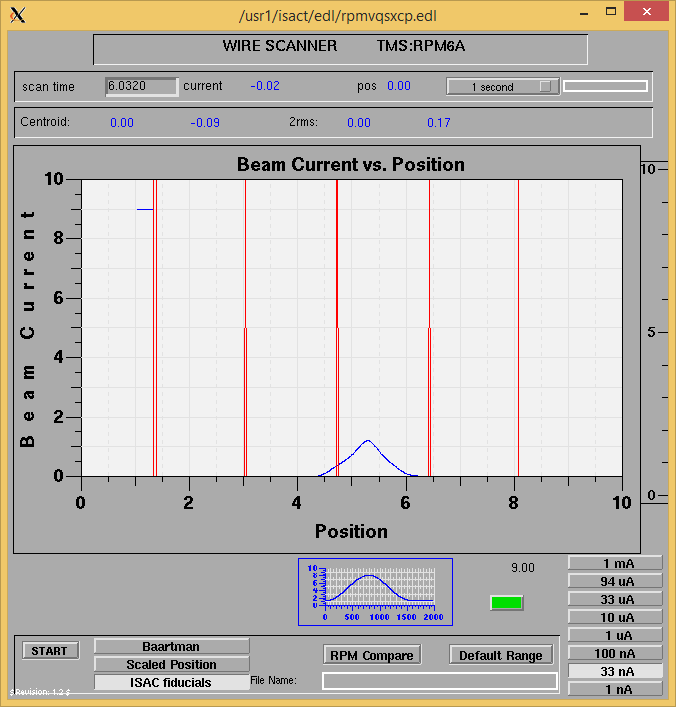 /usr1/isact/edl/rpmvqsxcp.edl
WIRE SCANNER TMS:RPM6A
scan time 6.0320 current -0.02 pos 0.00 1 second
Centroid: 0.00 -0.09 2rms: 0.00 0.17
Beam Current vs. Position
10
8
6
4
2
0
Beam Current
0 2 4 6 8 10
Position
10
5
0
10
8
6
4
2
0
0 500 1000 1500 2000
9.00
1 mA
94 uA
33 uA
10 uA
1 uA
100 nA
33 nA
1 nA
START
Baartman
Scaled Position
ISAC fiducials
RPM Compare
Default Range
File Name:
$Revision: 1.2 $